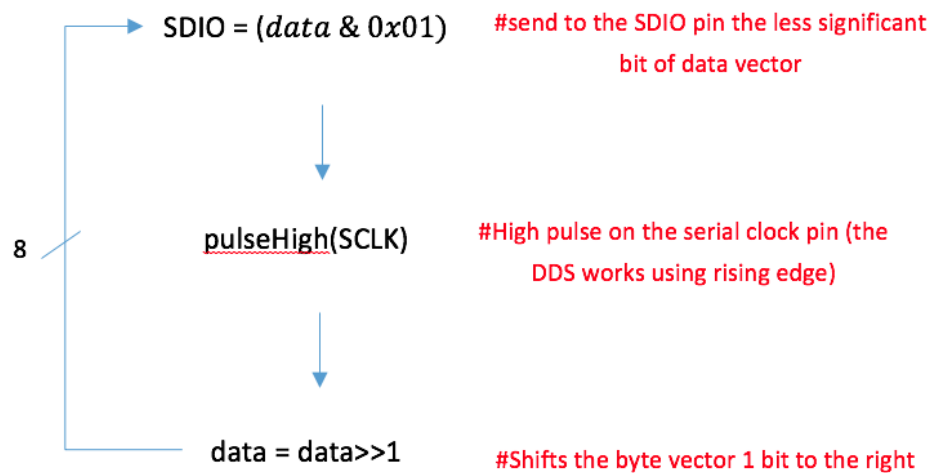 SDIO = (data & 0x01)
#send to the SDIO pin the less significant
bit of data vector
8
pulseHigh(SCLK)
#High pulse on the serial clock pin (the
DDS works using rising edge)
data = data>>1
#Shifts the byte vector 1 bit to the right